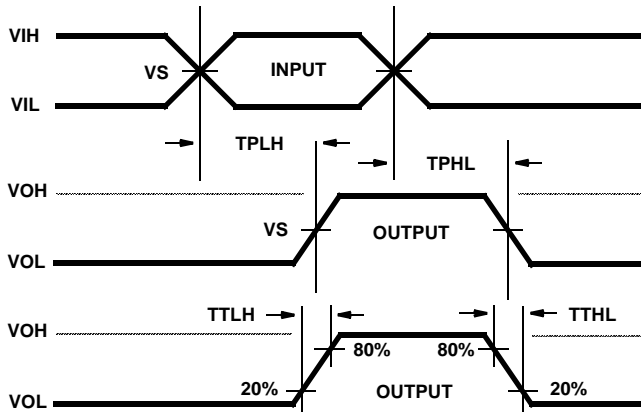 VIH
VS
INPUT
VIL
TPLH
TPHL
VOH
VS
OUTPUT
VOL
TTLH
TTHL
VOH
80%
80%
20%
OUTPUT
20%
VOL